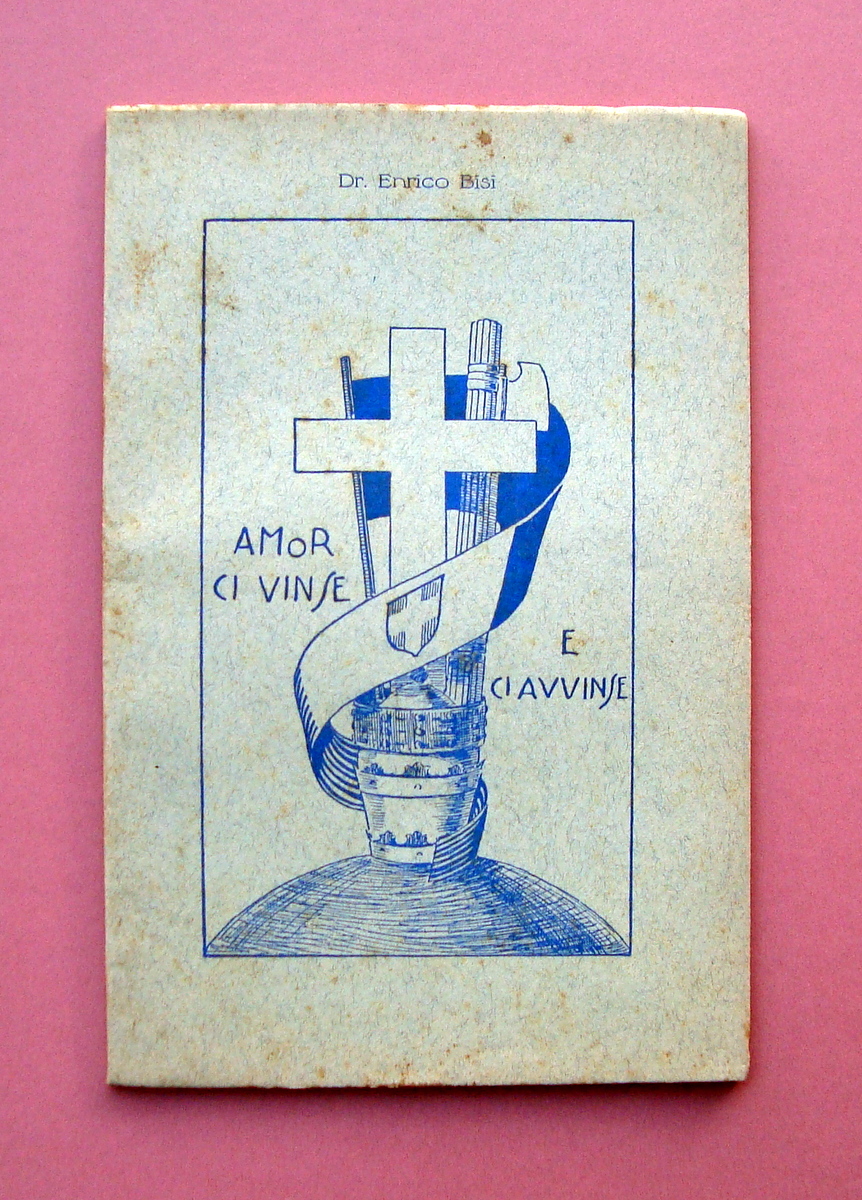 Dr. Enrico Bisi
AMOR
CI VINSE
E
CI AVVINSE